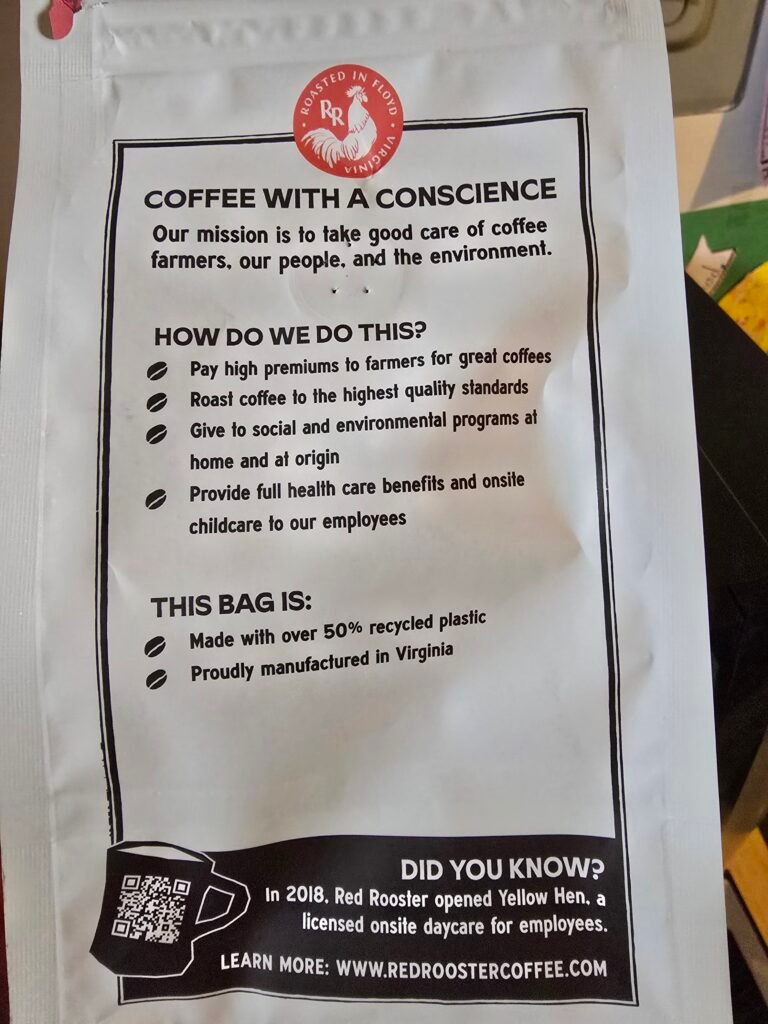 ROASTED IN FLOYD • VIRGINIA •
RR
COFFEE WITH A CONSCIENCE
Our mission is to take good care of coffee
farmers, our people, and the environment.
HOW DO WE DO THIS?
Pay high premiums to farmers for great coffees
Roast coffee to the highest quality standards
Give to social and environmental programs at
home and at origin
Provide full health care benefits and onsite
childcare to our employees
THIS BAG IS:
Made with over 50% recycled plastic
Proudly manufactured in Virginia
DID YOU KNOW?
In 2018, Red Rooster opened Yellow Hen, a
licensed onsite daycare for employees.
LEARN MORE: WWW.REDROOSTERCOFFEE.COM